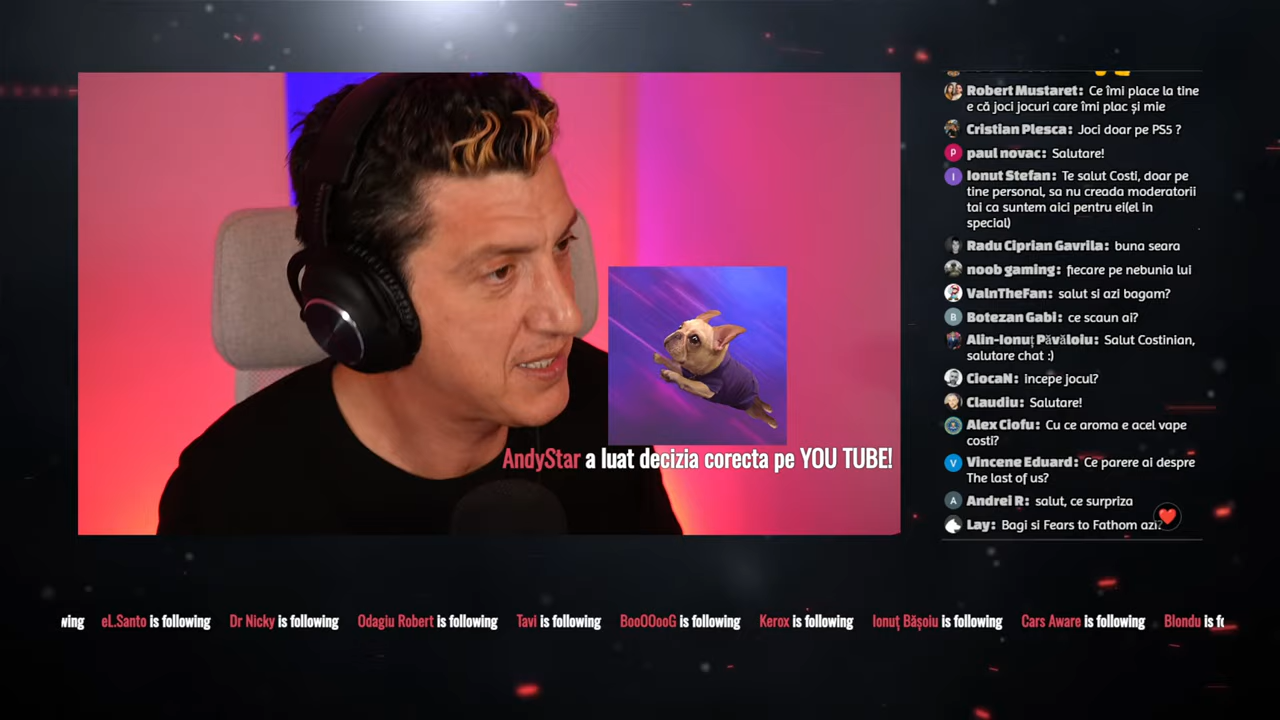 Robert Mustaret: Ce îmi place la tine
e că joci jocuri care îmi plac și mie
Cristian Plesca: Joci doar pe PS5 ?
P paul novac: Salutare!
I Ionut Stefan: Te salut Costi, doar pe
tine personal, sa nu creada moderatorii
tai ca suntem aici pentru ei(el in
special)
Radu Ciprian Gavrila: buna seara
noob gaming: fiecare pe nebunia lui
ValnTheFan: salut si azi bagam?
B Botezan Gabi: ce scaun ai?
Alin-Ionuț Păvăloiu: Salut Costinian,
salutare chat :)
CiocaN: incepe jocul?
Claudiu: Salutare!
Alex Ciofu: Cu ce aroma e acel vape
costi?
V Vincene Eduard: Ce parere ai despre
The last of us?
A Andrei R: salut, ce surpriza
Lay: Bagi si Fears to Fathom azi?
AndyStar a luat decizia corecta pe YOU TUBE!
wing eL.Santo is following Dr Nicky is following Odagiu Robert is following Tavi is following BooOOooG is following Kerox is following Ionuț Bășoiu is following Cars Aware is following Blondu is fo